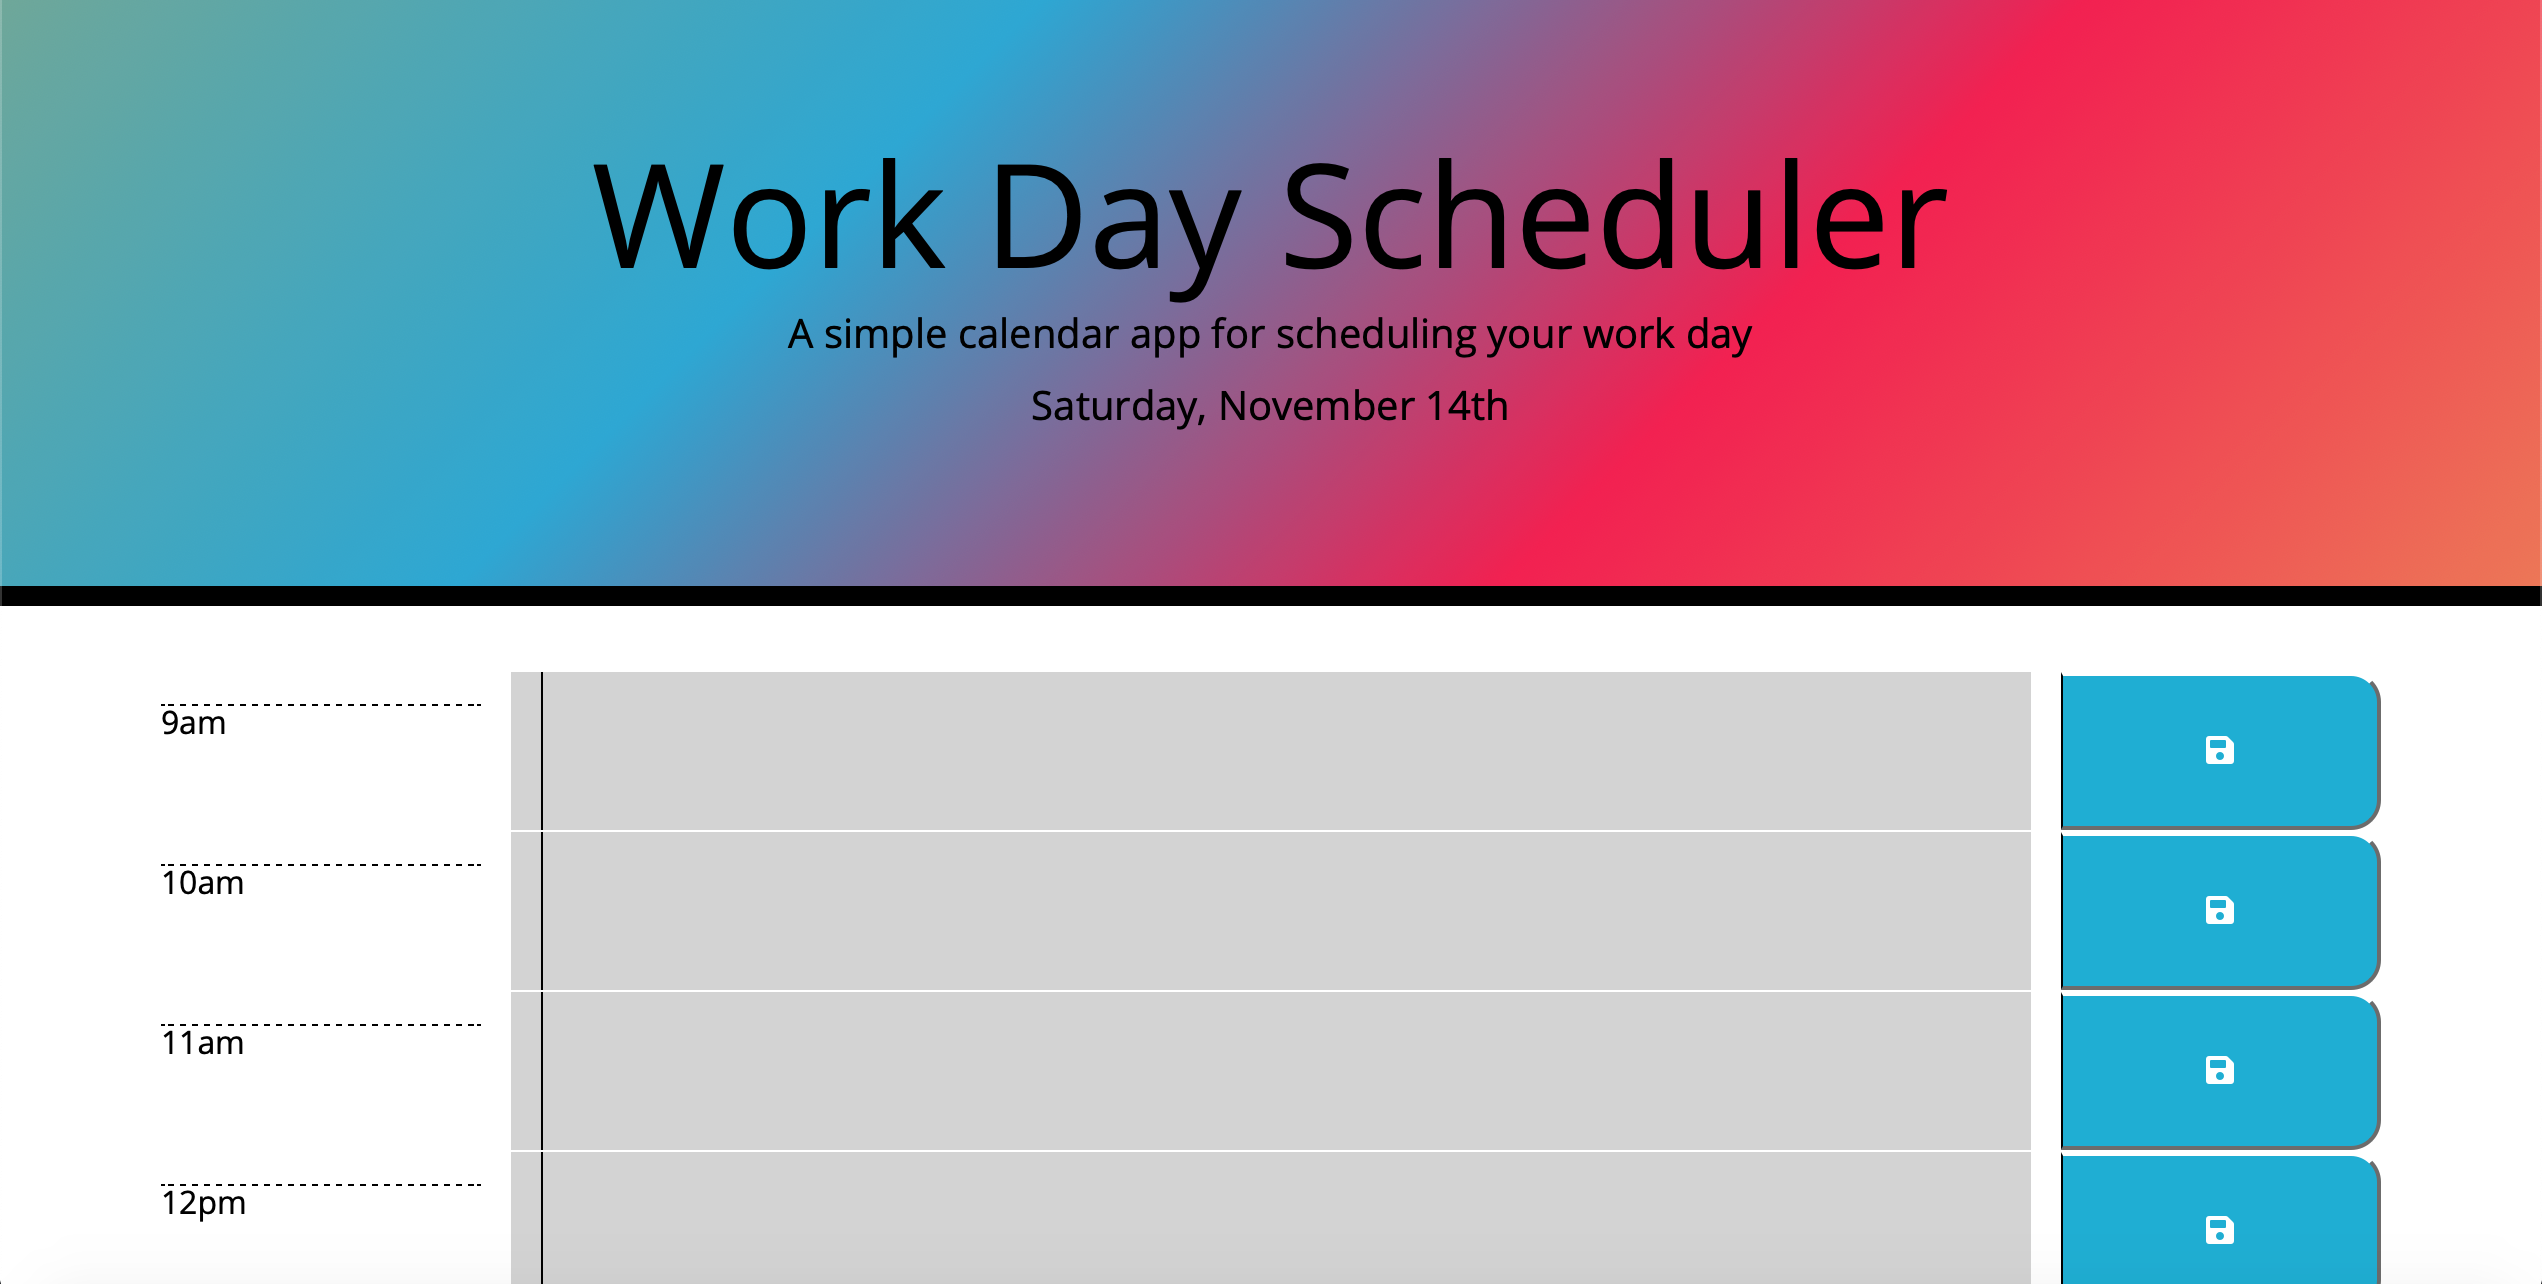 Work Day Scheduler
A simple calendar app for scheduling your work day
Saturday, November 14th
9am
10am
11am
12pm